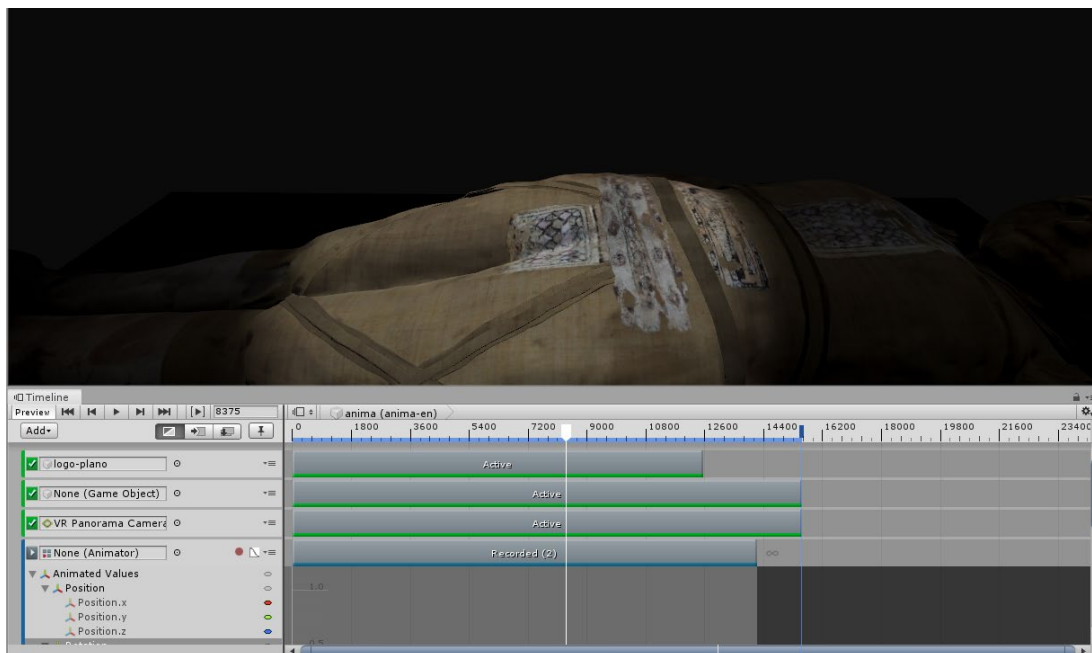 Timeline
Preview 8375 anima (anima-en)
Add
0 1800 3600 5400 7200 9000 10800 12600 14400 16200 18000 19800 21600 23400
logo-plano Active
None (Game Object) Active
VR Panorama Camera Active
None (Animator) Recorded (2)
Animated Values
Position 1.0
Position.x
Position.y
Position.z
Rotation 0.5